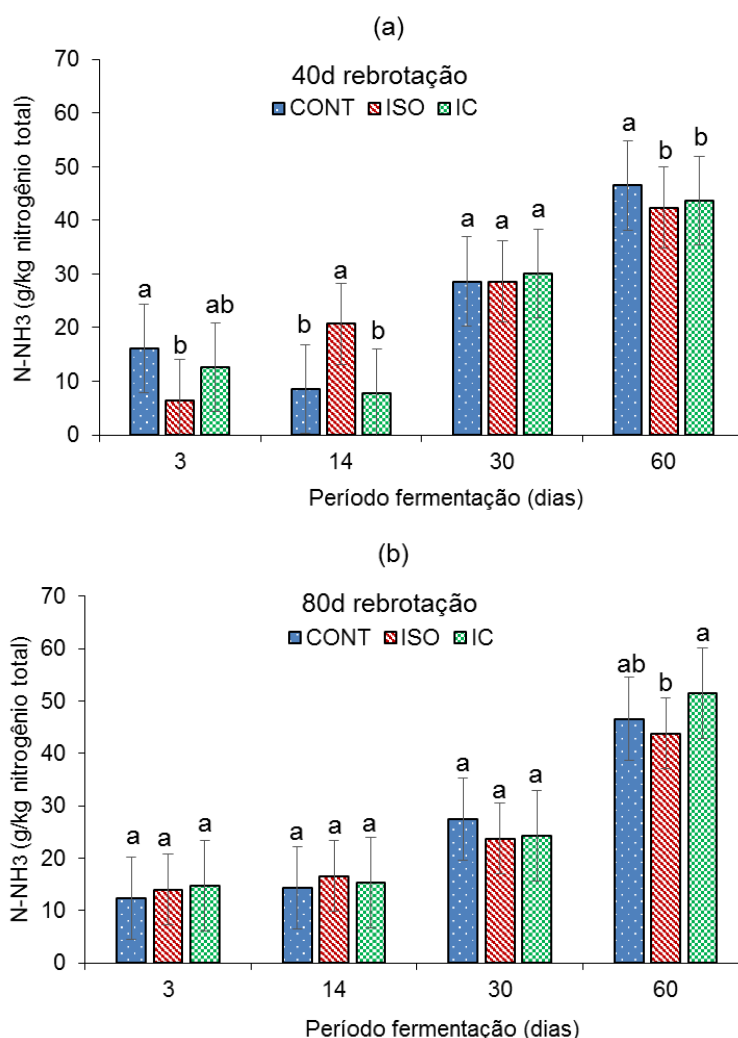 (a)
40d rebrotação
CONT ISO IC
N-NH3 (g/kg nitrogênio total)
70
60
50
40
30
20
10
0
a b ab
b a b
a a a
a b b
3 14 30 60
Período fermentação (dias)
(b)
80d rebrotação
CONT ISO IC
N-NH3 (g/kg nitrogênio total)
70
60
50
40
30
20
10
0
a a a
a a a
a a a
ab b a
3 14 30 60
Período fermentação (dias)